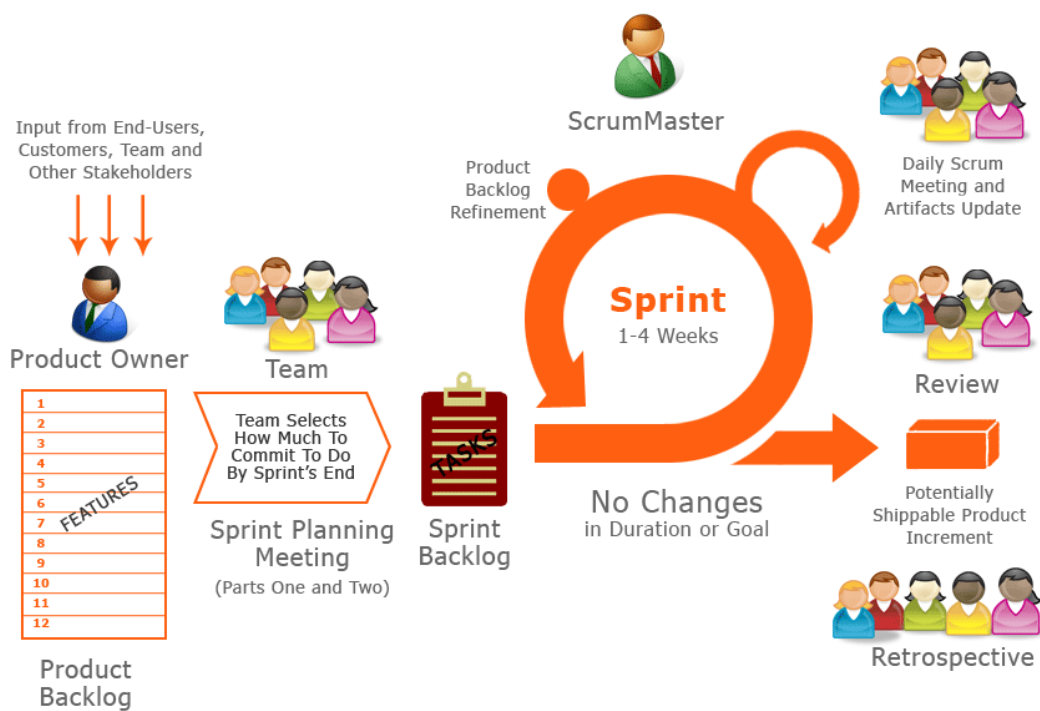 Input from End-Users,
Customers, Team and
Other Stakeholders
Product Owner
1
2
3
4
5
6
7
8
9
10
11
12
FEATURES
Product
Backlog
Team
Team Selects
How Much To
Commit To Do
By Sprint's End
Sprint Planning
Meeting
(Parts One and Two)
TASKS
Sprint
Backlog
ScrumMaster
Product
Backlog
Refinement
Sprint
1-4 Weeks
No Changes
in Duration or Goal
Daily Scrum
Meeting and
Artifacts Update
Review
Potentially
Shippable Product
Increment
Retrospective